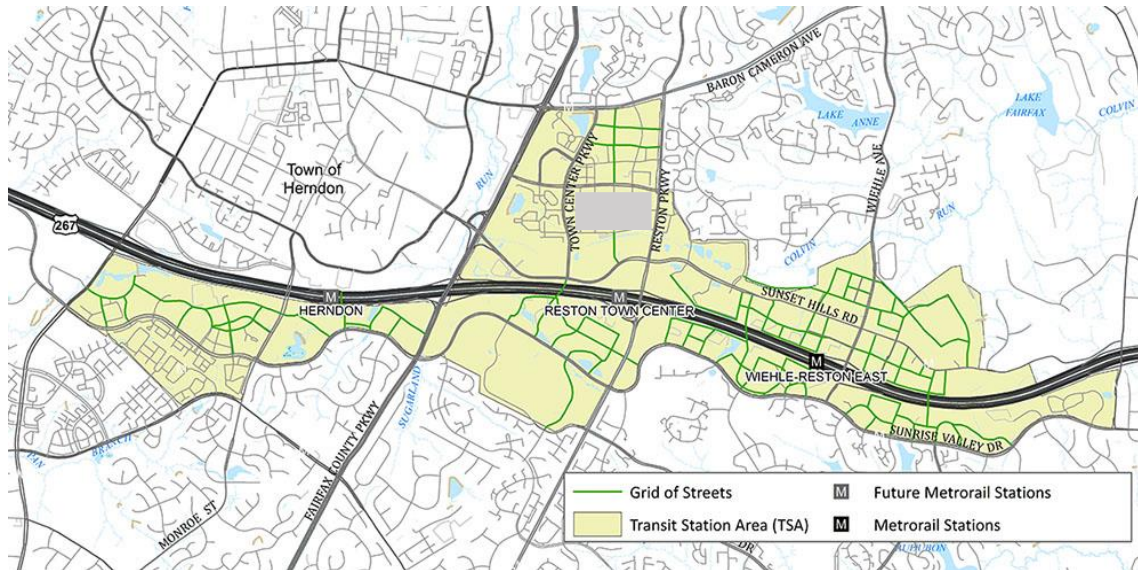 BARON CAMERON AVE
LAKE
ANNE
LAKE
FAIRFAX
COLVIN
Town of
Herndon
RUN
TOWN CENTER PKWY
RESTON PKWY
WIEHLE AVE
RUN
267
COLVIN
M
HERNDON
M
RESTON TOWN CENTER
SUNSET HILLS RD
M
WIEHLE-RESTON EAST
SUGARLAND
FAIRFAX COUNTY PKWY
SUNRISE VALLEY DR
BRANCH
MONROE ST
Grid of Streets
M Future Metrorail Stations
Transit Station Area (TSA)
M Metrorail Stations
DR